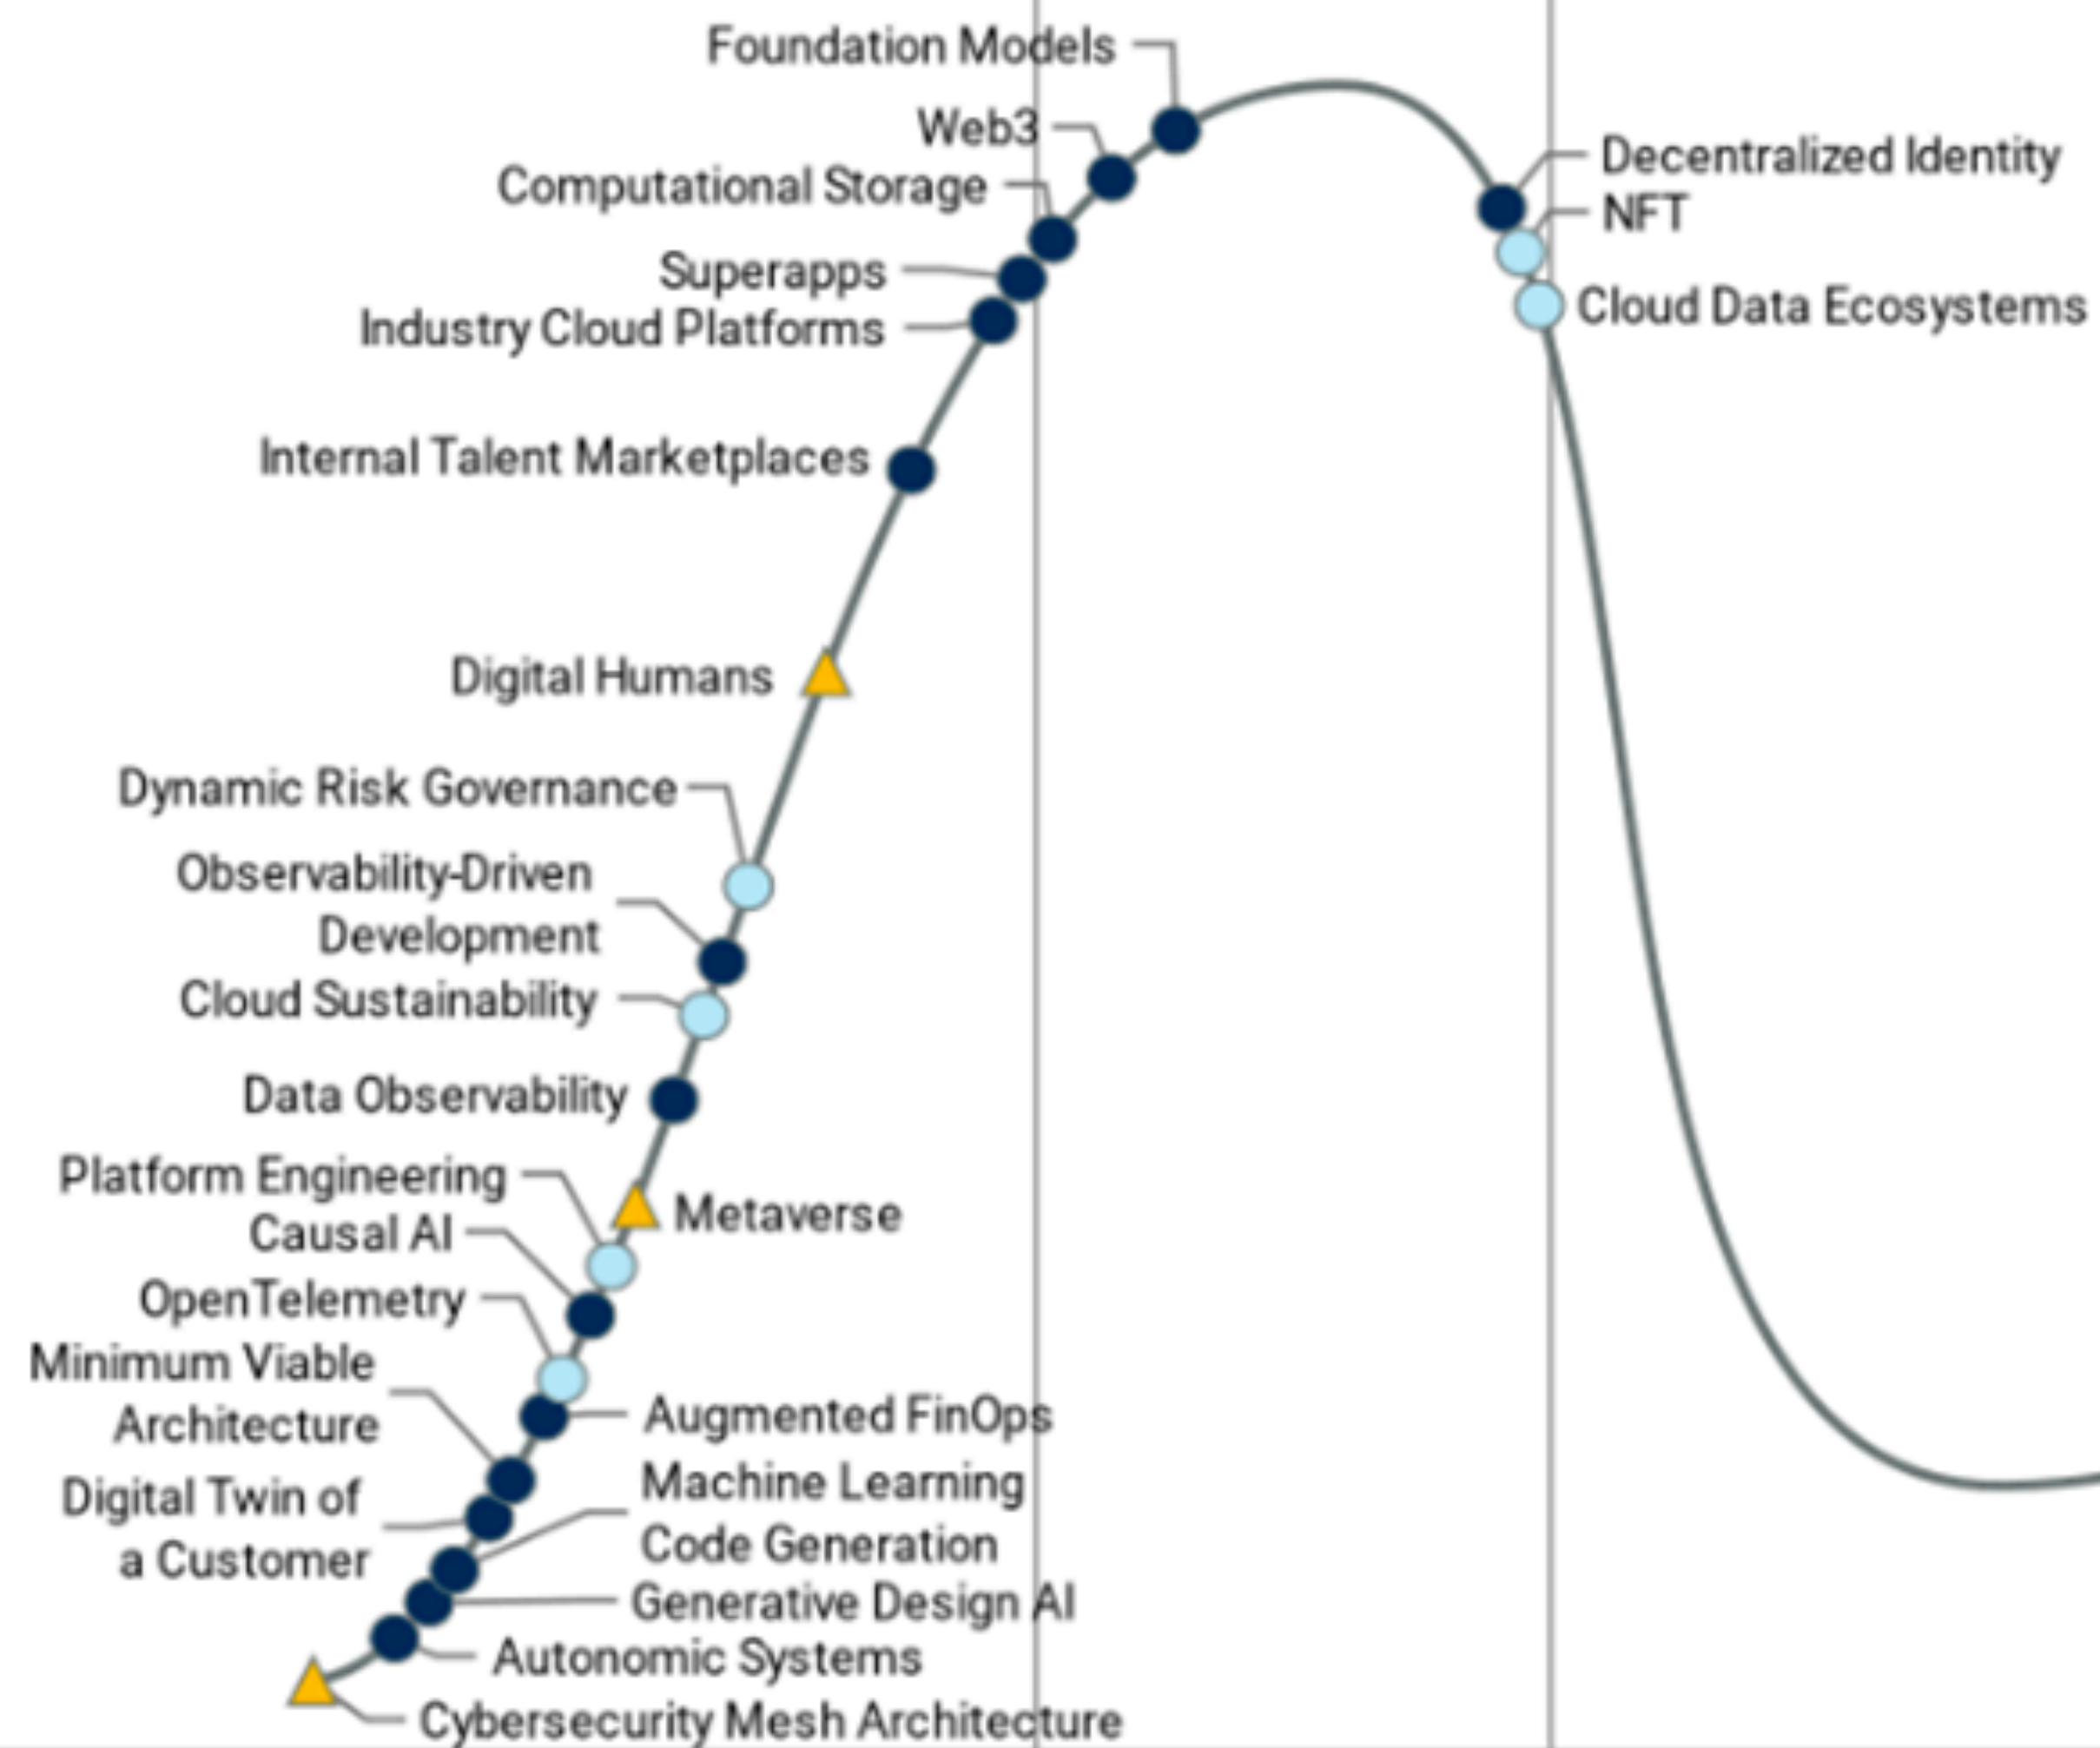 Foundation Models
Web3
Computational Storage
Superapps
Industry Cloud Platforms
Internal Talent Marketplaces
Digital Humans
Dynamic Risk Governance
Observability-Driven
Development
Cloud Sustainability
Data Observability
Platform Engineering
Metaverse
Causal AI
OpenTelemetry
Minimum Viable
Architecture
Augmented FinOps
Digital Twin of
a Customer
Machine Learning
Code Generation
Generative Design AI
Autonomic Systems
Cybersecurity Mesh Architecture
Decentralized Identity
NFT
Cloud Data Ecosystems